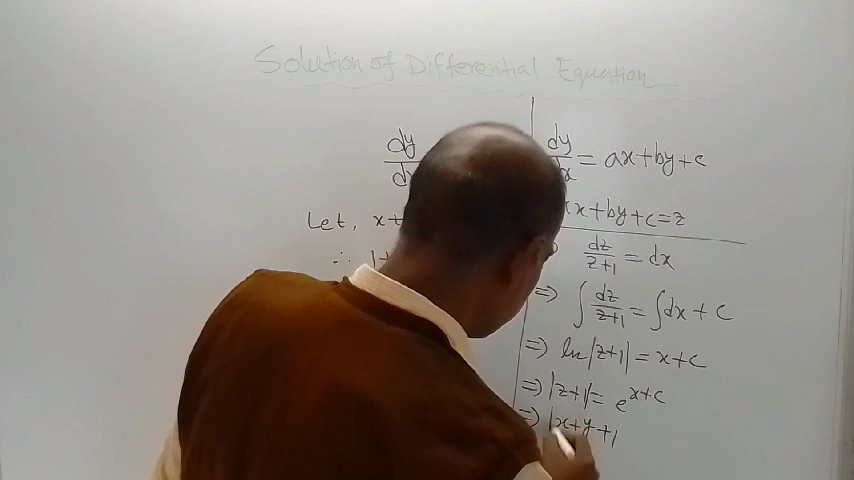 Solution of Differential Equation
dy
Let, x+
∴ 1+
dy/dx = ax+by+c
x+by+c=z
dz/z+1 = dx
=> ∫ dz/z+1 = ∫dx + c
=> ln|z+1| = x+c
=> |z+1| = e^x+c
=> |x+y+1